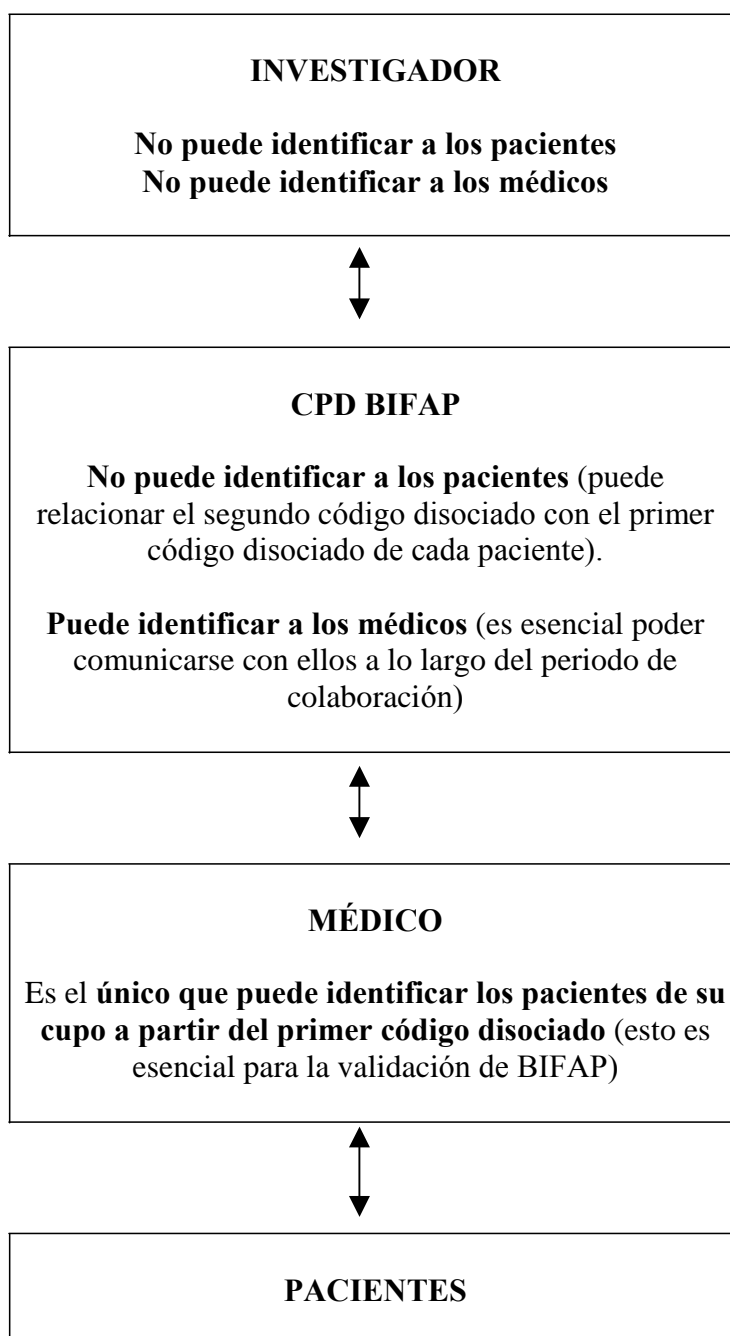 INVESTIGADOR
No puede identificar a los pacientes
No puede identificar a los médicos
CPD BIFAP
No puede identificar a los pacientes (puede
relacionar el segundo código disociado con el primer
código disociado de cada paciente).
Puede identificar a los médicos (es esencial poder
comunicarse con ellos a lo largo del periodo de
colaboración)
MÉDICO
Es el único que puede identificar los pacientes de su
cupo a partir del primer código disociado (esto es
esencial para la validación de BIFAP)
PACIENTES